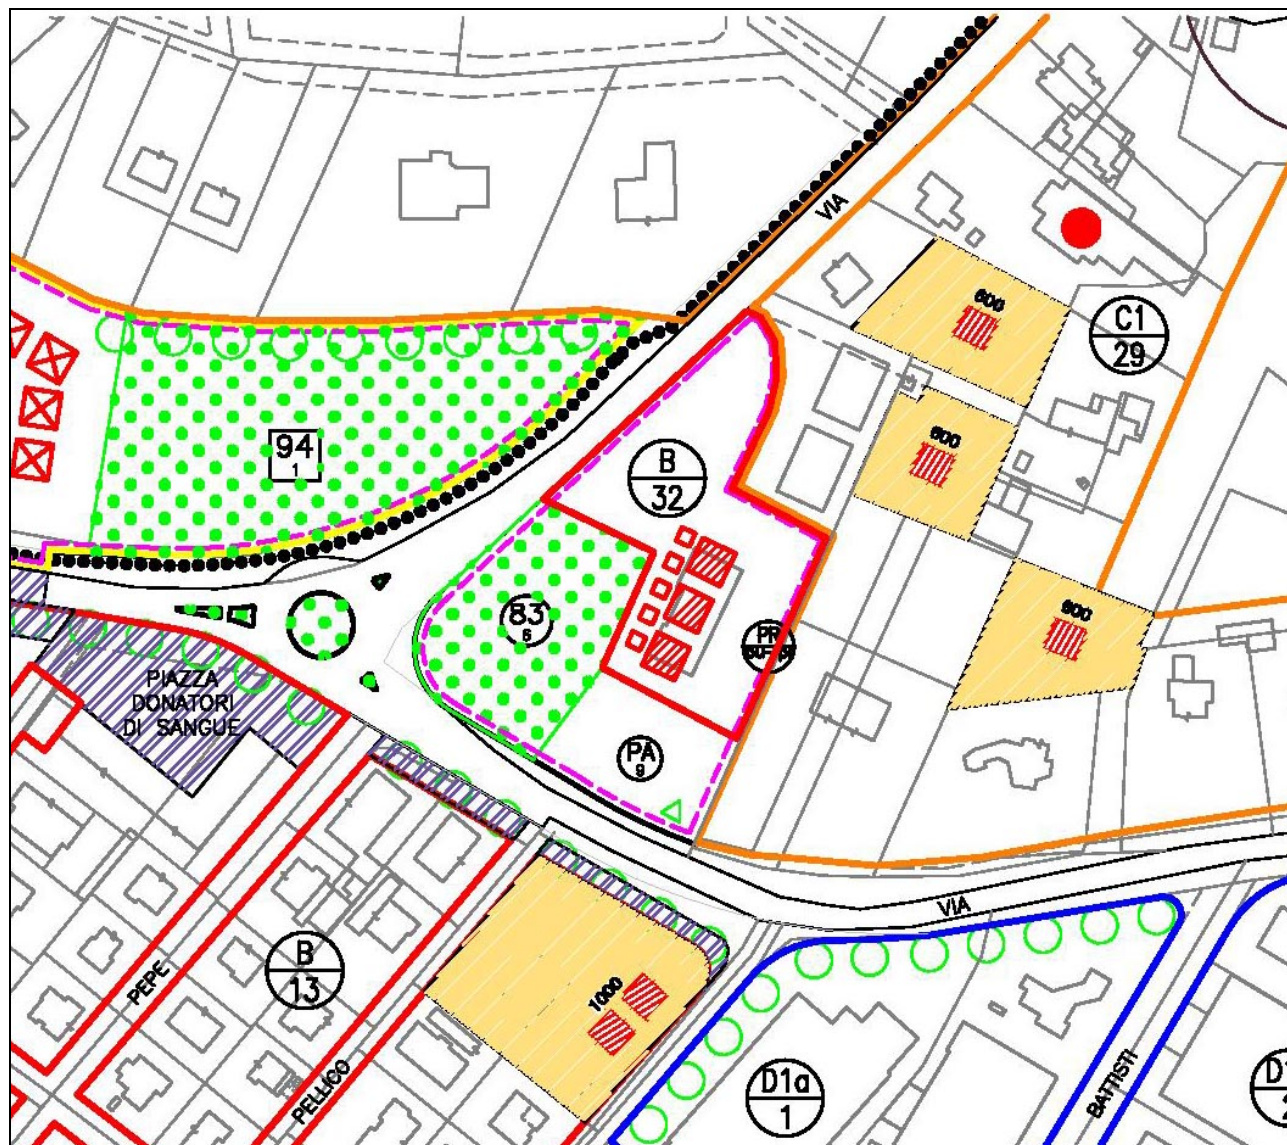 VIA
600
C1
29
94
1
B
32
600
83
6
PR
600
PIAZZA
DONATORI
DI SANGUE
PA
9
VIA
B
13
PEPE
1000
PELLICO
D1a
1
BATTISTI